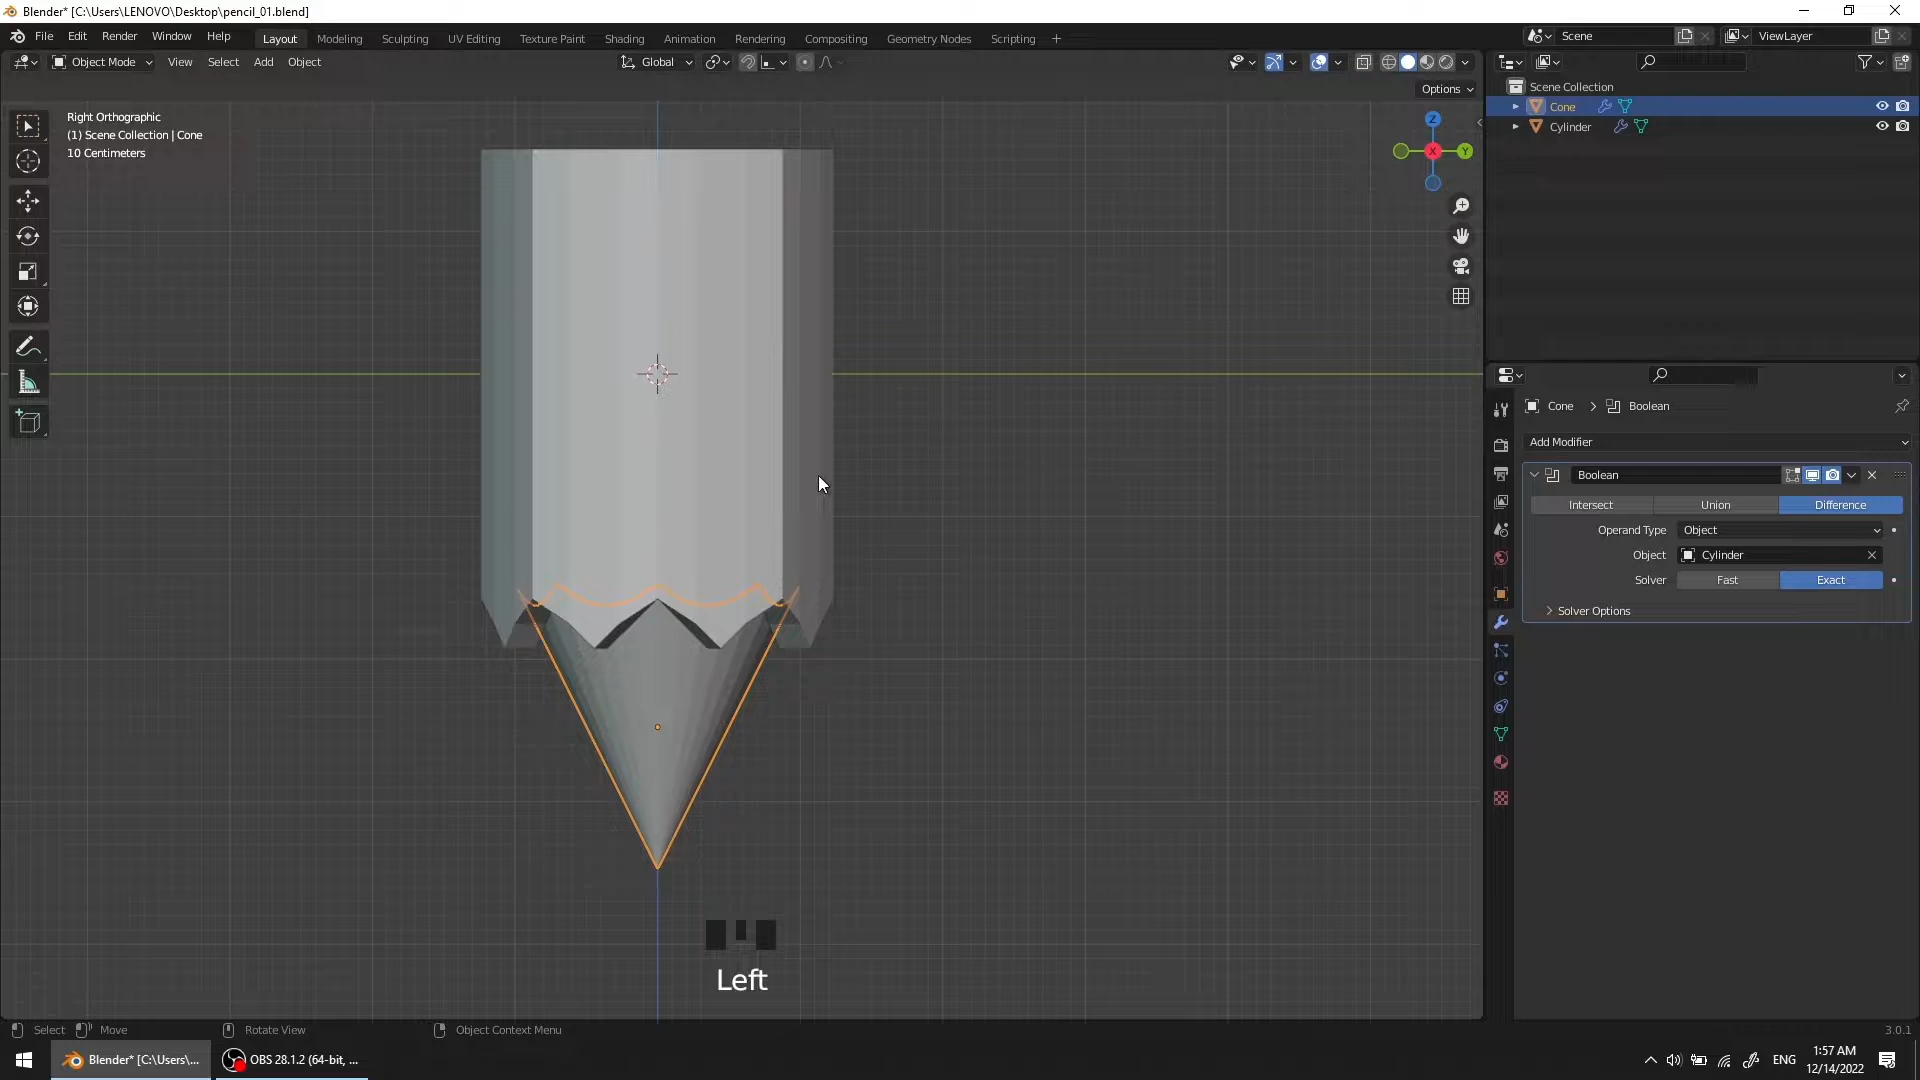 Blender* [C:\Users\LENOVO\Desktop\pencil_01.blend]
File Edit Render Window Help Layout Modeling Sculpting UV Editing Texture Paint Shading Animation Rendering Compositing Geometry Nodes Scripting + Scene ViewLayer
Object Mode View Select Add Object Global
Options
Right Orthographic
(1) Scene Collection | Cone
10 Centimeters
Z
X
Y
Left
Scene Collection
Cone
Cylinder
Cone > Boolean
Add Modifier
Boolean
Intersect Union Difference
Operand Type Object
Object Cylinder
Solver Fast Exact
Solver Options
Select Move Rotate View Object Context Menu 3.0.1
Blender* [C:\Users\... OBS 28.1.2 (64-bit, ... ENG 1:57 AM
12/14/2022